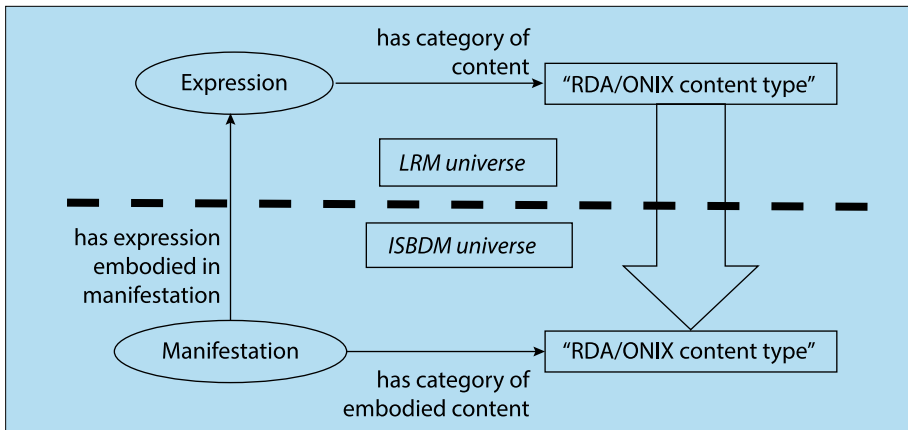 has category of
content
Expression
“RDA/ONIX content type”
LRM universe
ISBDM universe
has expression
embodied in
manifestation
Manifestation
“RDA/ONIX content type”
has category of
embodied content